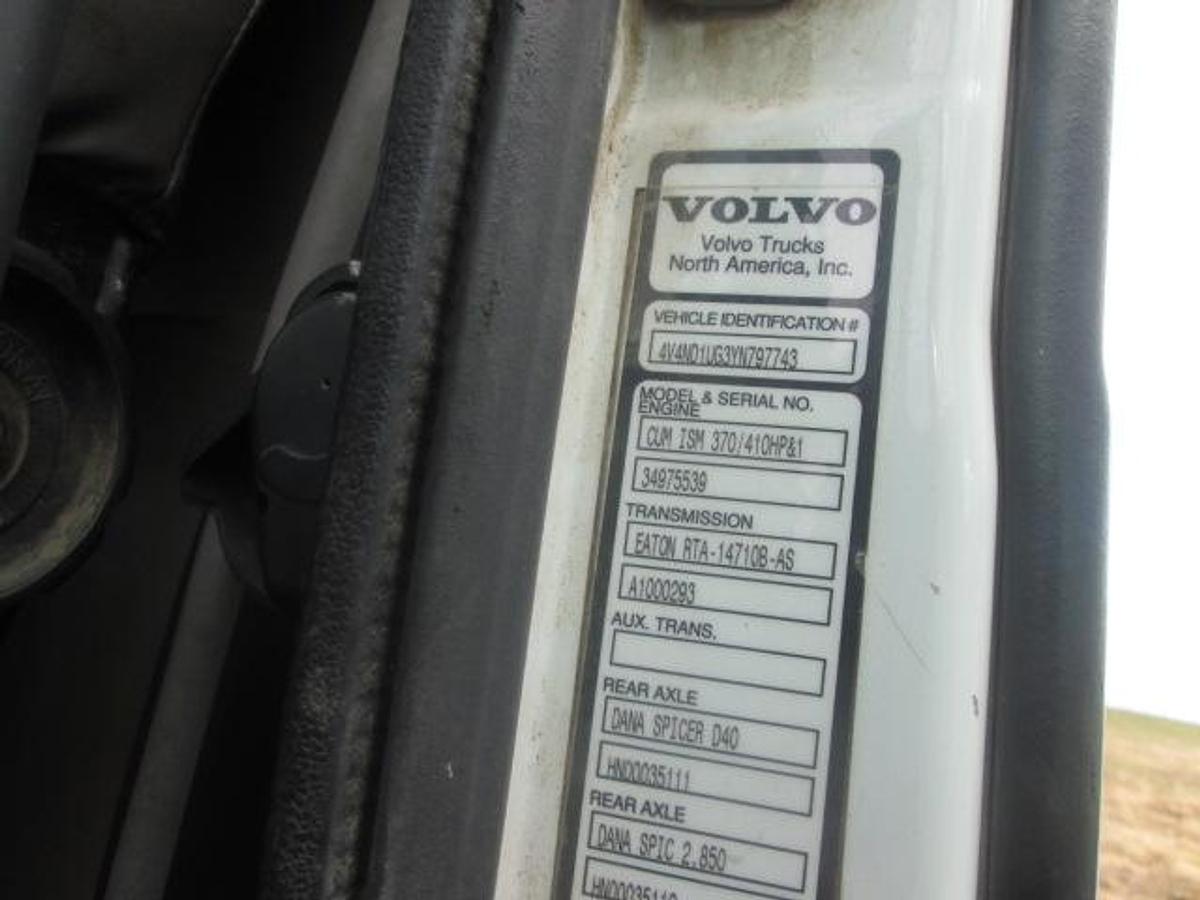 VOLVO
Volvo Trucks
North America, Inc.
VEHICLE IDENTIFICATION #
4V4ND1UG3YN797743
MODEL & SERIAL NO.
ENGINE
CUM ISM 370/410HP&1
34975539
TRANSMISSION
EATON RTA-14710B-AS
A1000293
AUX. TRANS.
REAR AXLE
DANA SPICER D40
HN00035111
REAR AXLE
DANA SPIC 2.850